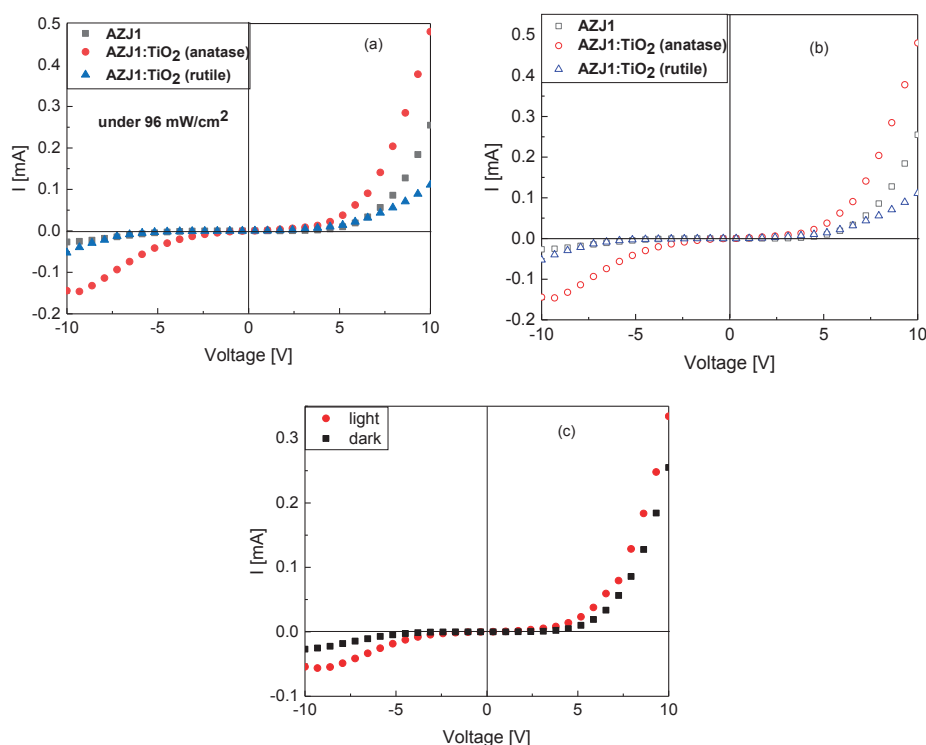 AZJ1
AZJ1:TiO2 (anatase)
AZJ1:TiO2 (rutile)
(a)
under 96 mW/cm2
I [mA]
0.5
0.4
0.3
0.2
0.1
0.0
-0.1
-0.2
-10 -5 0 5 10
Voltage [V]
AZJ1
AZJ1:TiO2 (anatase)
AZJ1:TiO2 (rutile)
(b)
I [mA]
0.5
0.4
0.3
0.2
0.1
0.0
-0.1
-0.2
-10 -5 0 5 10
Voltage [V]
light
dark
(c)
I [mA]
0.3
0.2
0.1
0.0
-0.1
-10 -5 0 5 10
Voltage [V]